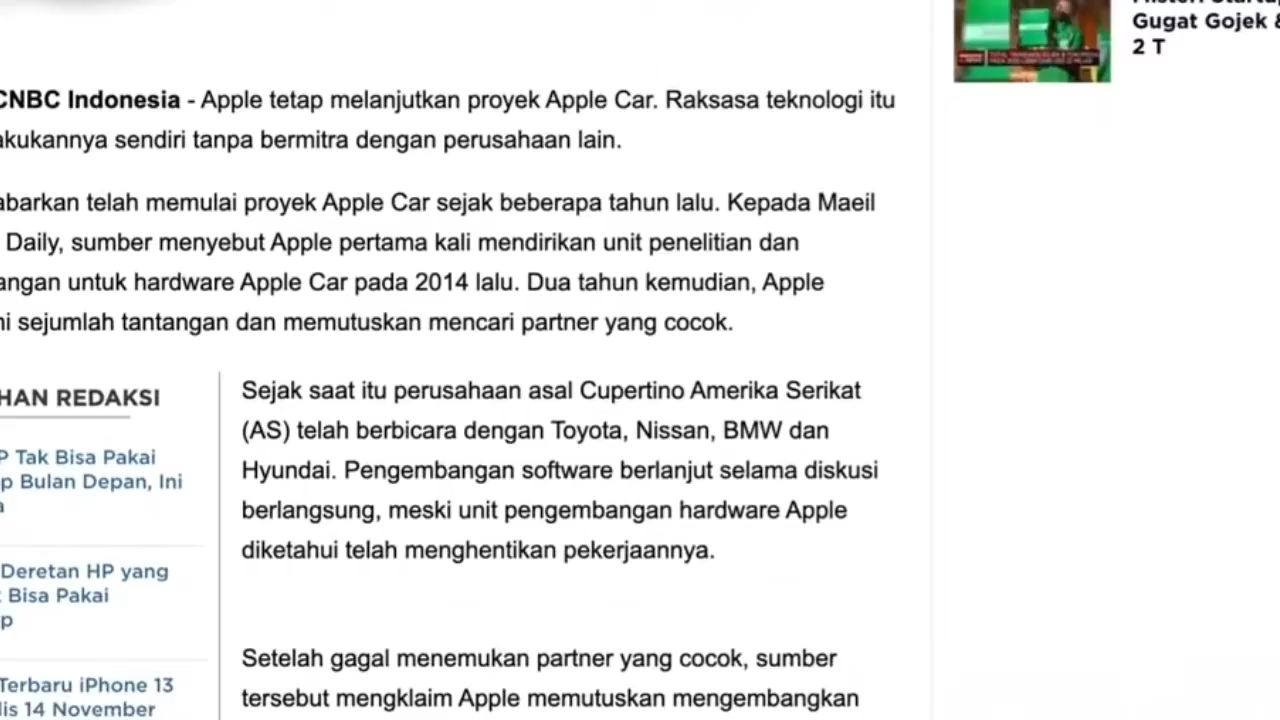 CNBC Indonesia - Apple tetap melanjutkan proyek Apple Car. Raksasa teknologi itu
akukannya sendiri tanpa bermitra dengan perusahaan lain.
abarkan telah memulai proyek Apple Car sejak beberapa tahun lalu. Kepada Maeil
Daily, sumber menyebut Apple pertama kali mendirikan unit penelitian dan
angan untuk hardware Apple Car pada 2014 lalu. Dua tahun kemudian, Apple
ni sejumlah tantangan dan memutuskan mencari partner yang cocok.
HAN REDAKSI
P Tak Bisa Pakai
p Bulan Depan, Ini
a
Deretan HP yang
Bisa Pakai
p
Terbaru iPhone 13
lis 14 November
Sejak saat itu perusahaan asal Cupertino Amerika Serikat
(AS) telah berbicara dengan Toyota, Nissan, BMW dan
Hyundai. Pengembangan software berlanjut selama diskusi
berlangsung, meski unit pengembangan hardware Apple
diketahui telah menghentikan pekerjaannya.
Setelah gagal menemukan partner yang cocok, sumber
tersebut mengklaim Apple memutuskan mengembangkan
Misteri Startup
Gugat Gojek &
2 T